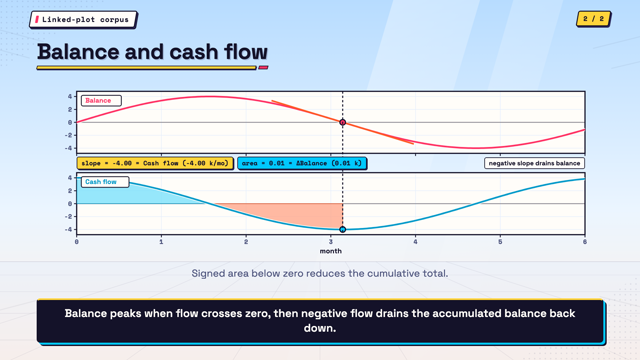 Linked-plot corpus
2 / 2
Balance and cash flow
4
2
0
-2
-4
Balance
slope = -4.00 = Cash flow (-4.00 k/mo)
area = 0.01 = ΔBalance (0.01 k)
negative slope drains balance
4
2
0
-2
-4
Cash flow
0 1 2 3 4 5 6
month
Signed area below zero reduces the cumulative total.
Balance peaks when flow crosses zero, then negative flow drains the accumulated balance back
down.